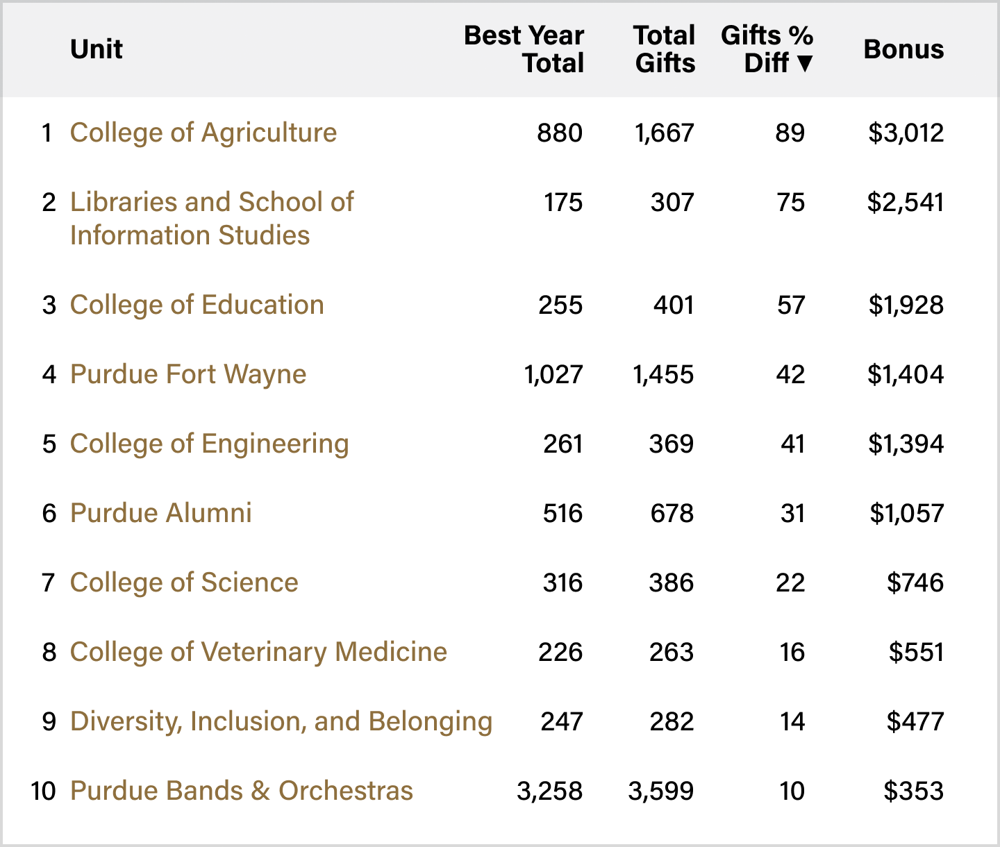 Unit Best Year Total Total Gifts Gifts % Diff ▼ Bonus
1 College of Agriculture 880 1,667 89 $3,012
2 Libraries and School of 175 307 75 $2,541
Information Studies
3 College of Education 255 401 57 $1,928
4 Purdue Fort Wayne 1,027 1,455 42 $1,404
5 College of Engineering 261 369 41 $1,394
6 Purdue Alumni 516 678 31 $1,057
7 College of Science 316 386 22 $746
8 College of Veterinary Medicine 226 263 16 $551
9 Diversity, Inclusion, and Belonging 247 282 14 $477
10 Purdue Bands & Orchestras 3,258 3,599 10 $353